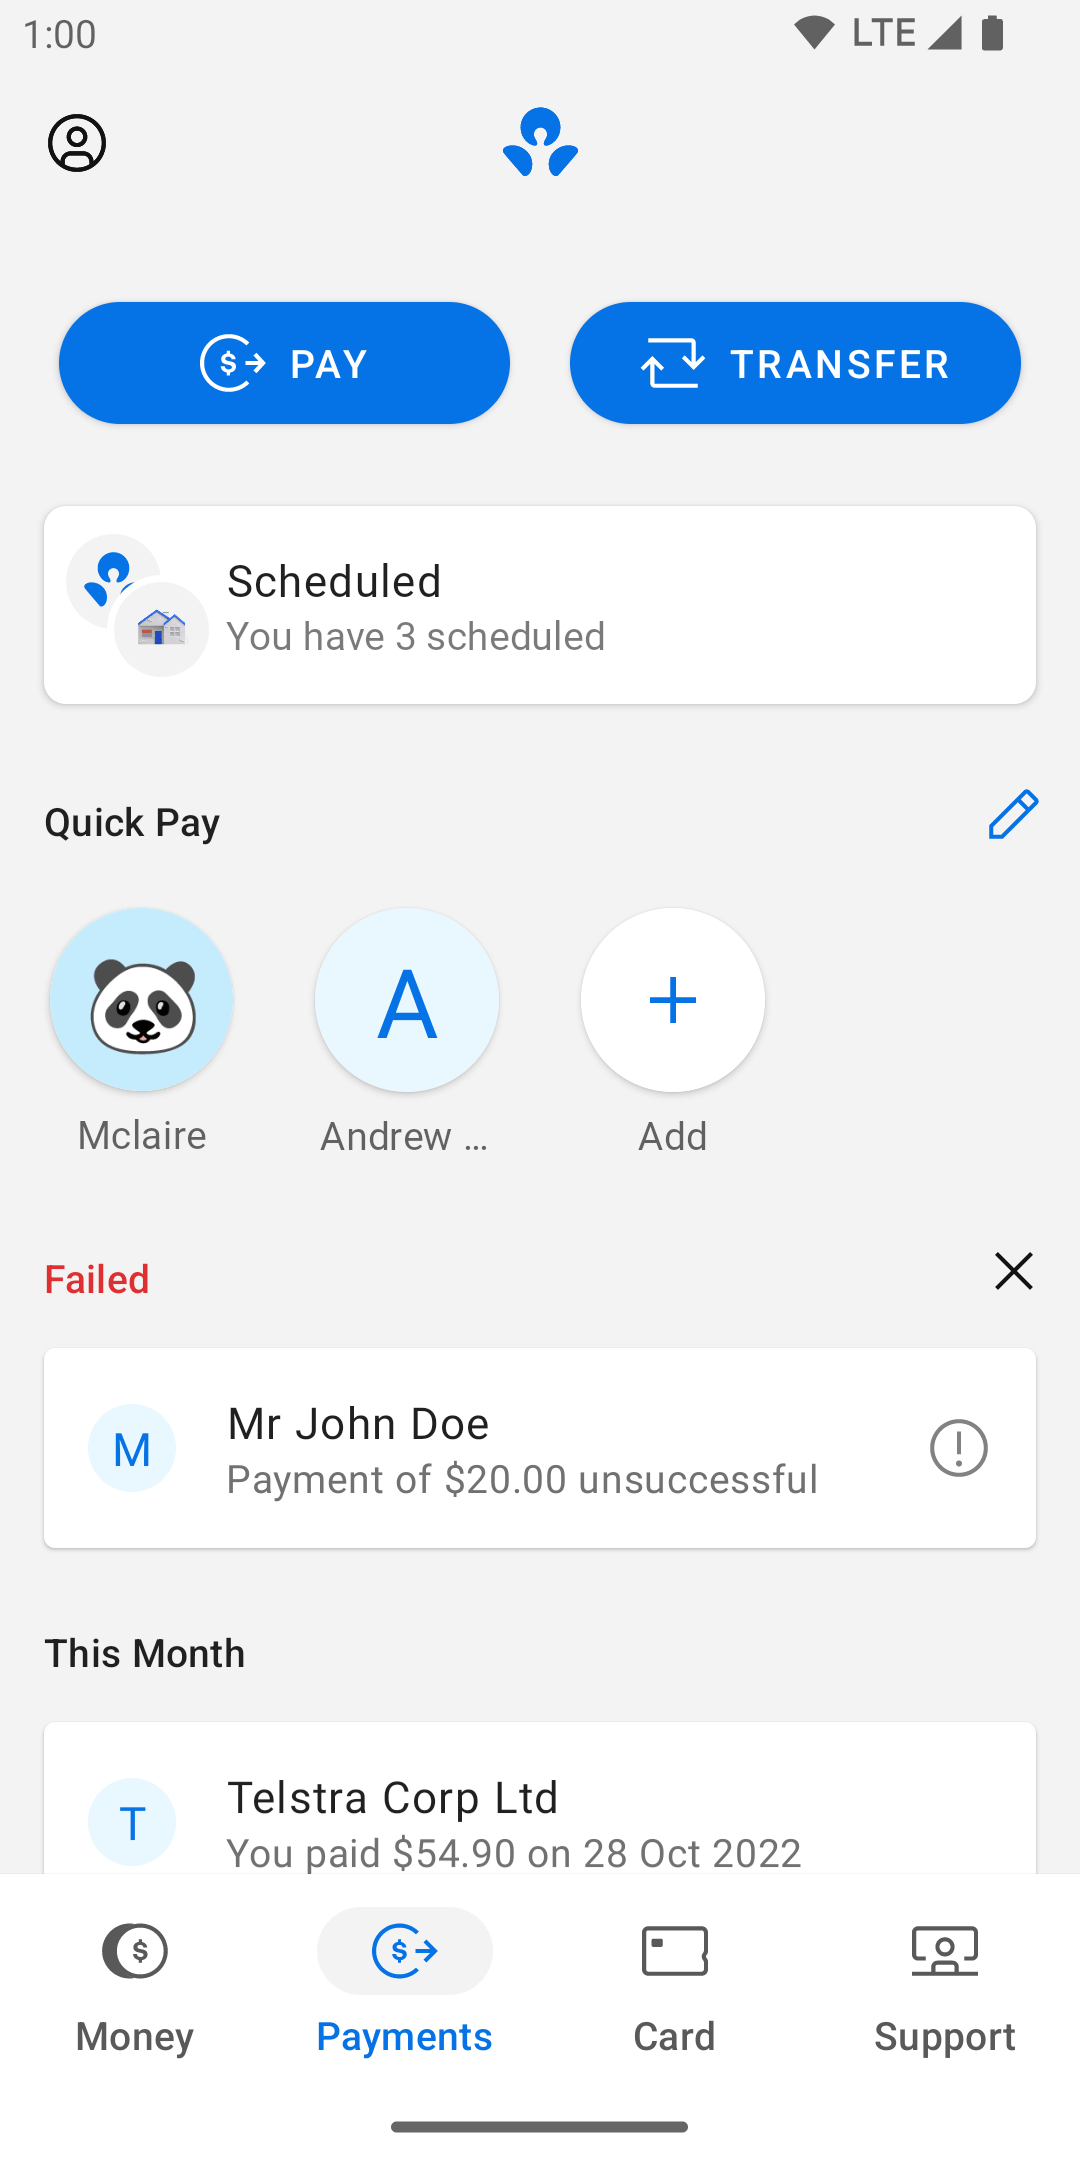 1:00
LTE
PAY
TRANSFER
Scheduled
You have 3 scheduled
Quick Pay
A
Mclaire
Andrew ...
Add
Failed
M
Mr John Doe
Payment of $20.00 unsuccessful
This Month
T
Telstra Corp Ltd
You paid $54.90 on 28 Oct 2022
Money
Payments
Card
Support